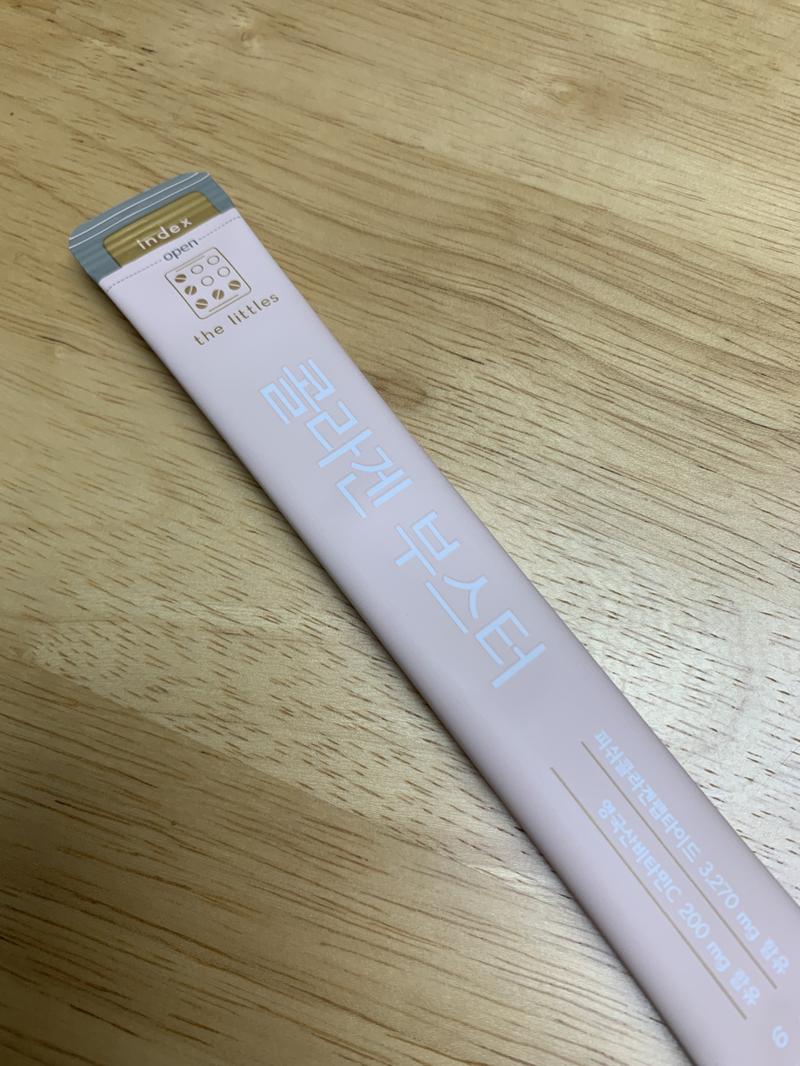 index
open
the littles
콜라겐 부스터
피쉬콜라겐펩타이드 3,270 mg 함유
영국산비타민C 200 mg 함유